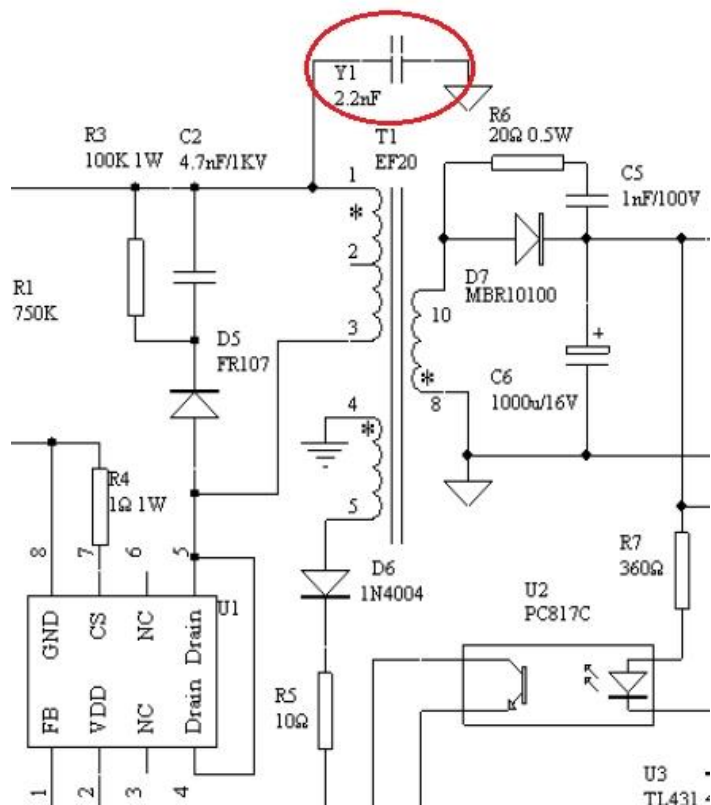 Y1
2.2nF
R3
100K 1W
C2
4.7nF/1KV
T1
EF20
R6
20Ω 0.5W
C5
1nF/100V
1
*
2
3
R1
750K
D5
FR107
D7
MBR10100
10
*
8
C6
1000u/16V
+
4
*
5
R4
1Ω 1W
8
7
6
5
U1
GND
CS
NC
Drain
FB
VDD
NC
Drain
1
2
3
4
D6
1N4004
R5
10Ω
R7
360Ω
U2
PC817C
U3
TL431